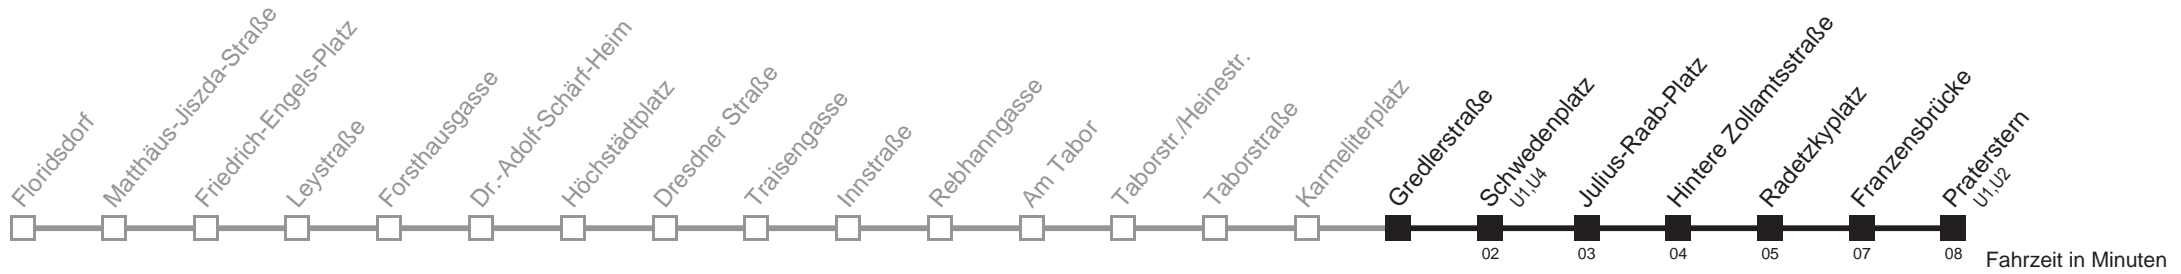 Floridsdorf
Matthäus-Jiszda-Straße
Friedrich-Engels-Platz
Leystraße
Forsthausgasse
Dr.-Adolf-Schärf-Heim
Höchstädtplatz
Dresdner Straße
Traisengasse
Innstraße
Rebhanngasse
Am Tabor
Taborstr./Heinestr.
Taborstraße
Karmeliterplatz
Gredlerstraße
Schwedenplatz
U1,U4
Julius-Raab-Platz
Hintere Zollamtsstraße
Radetzkyplatz
Franzensbrücke
Praterstern
U1,U2
02 03 04 05 07 08 Fahrzeit in Minuten